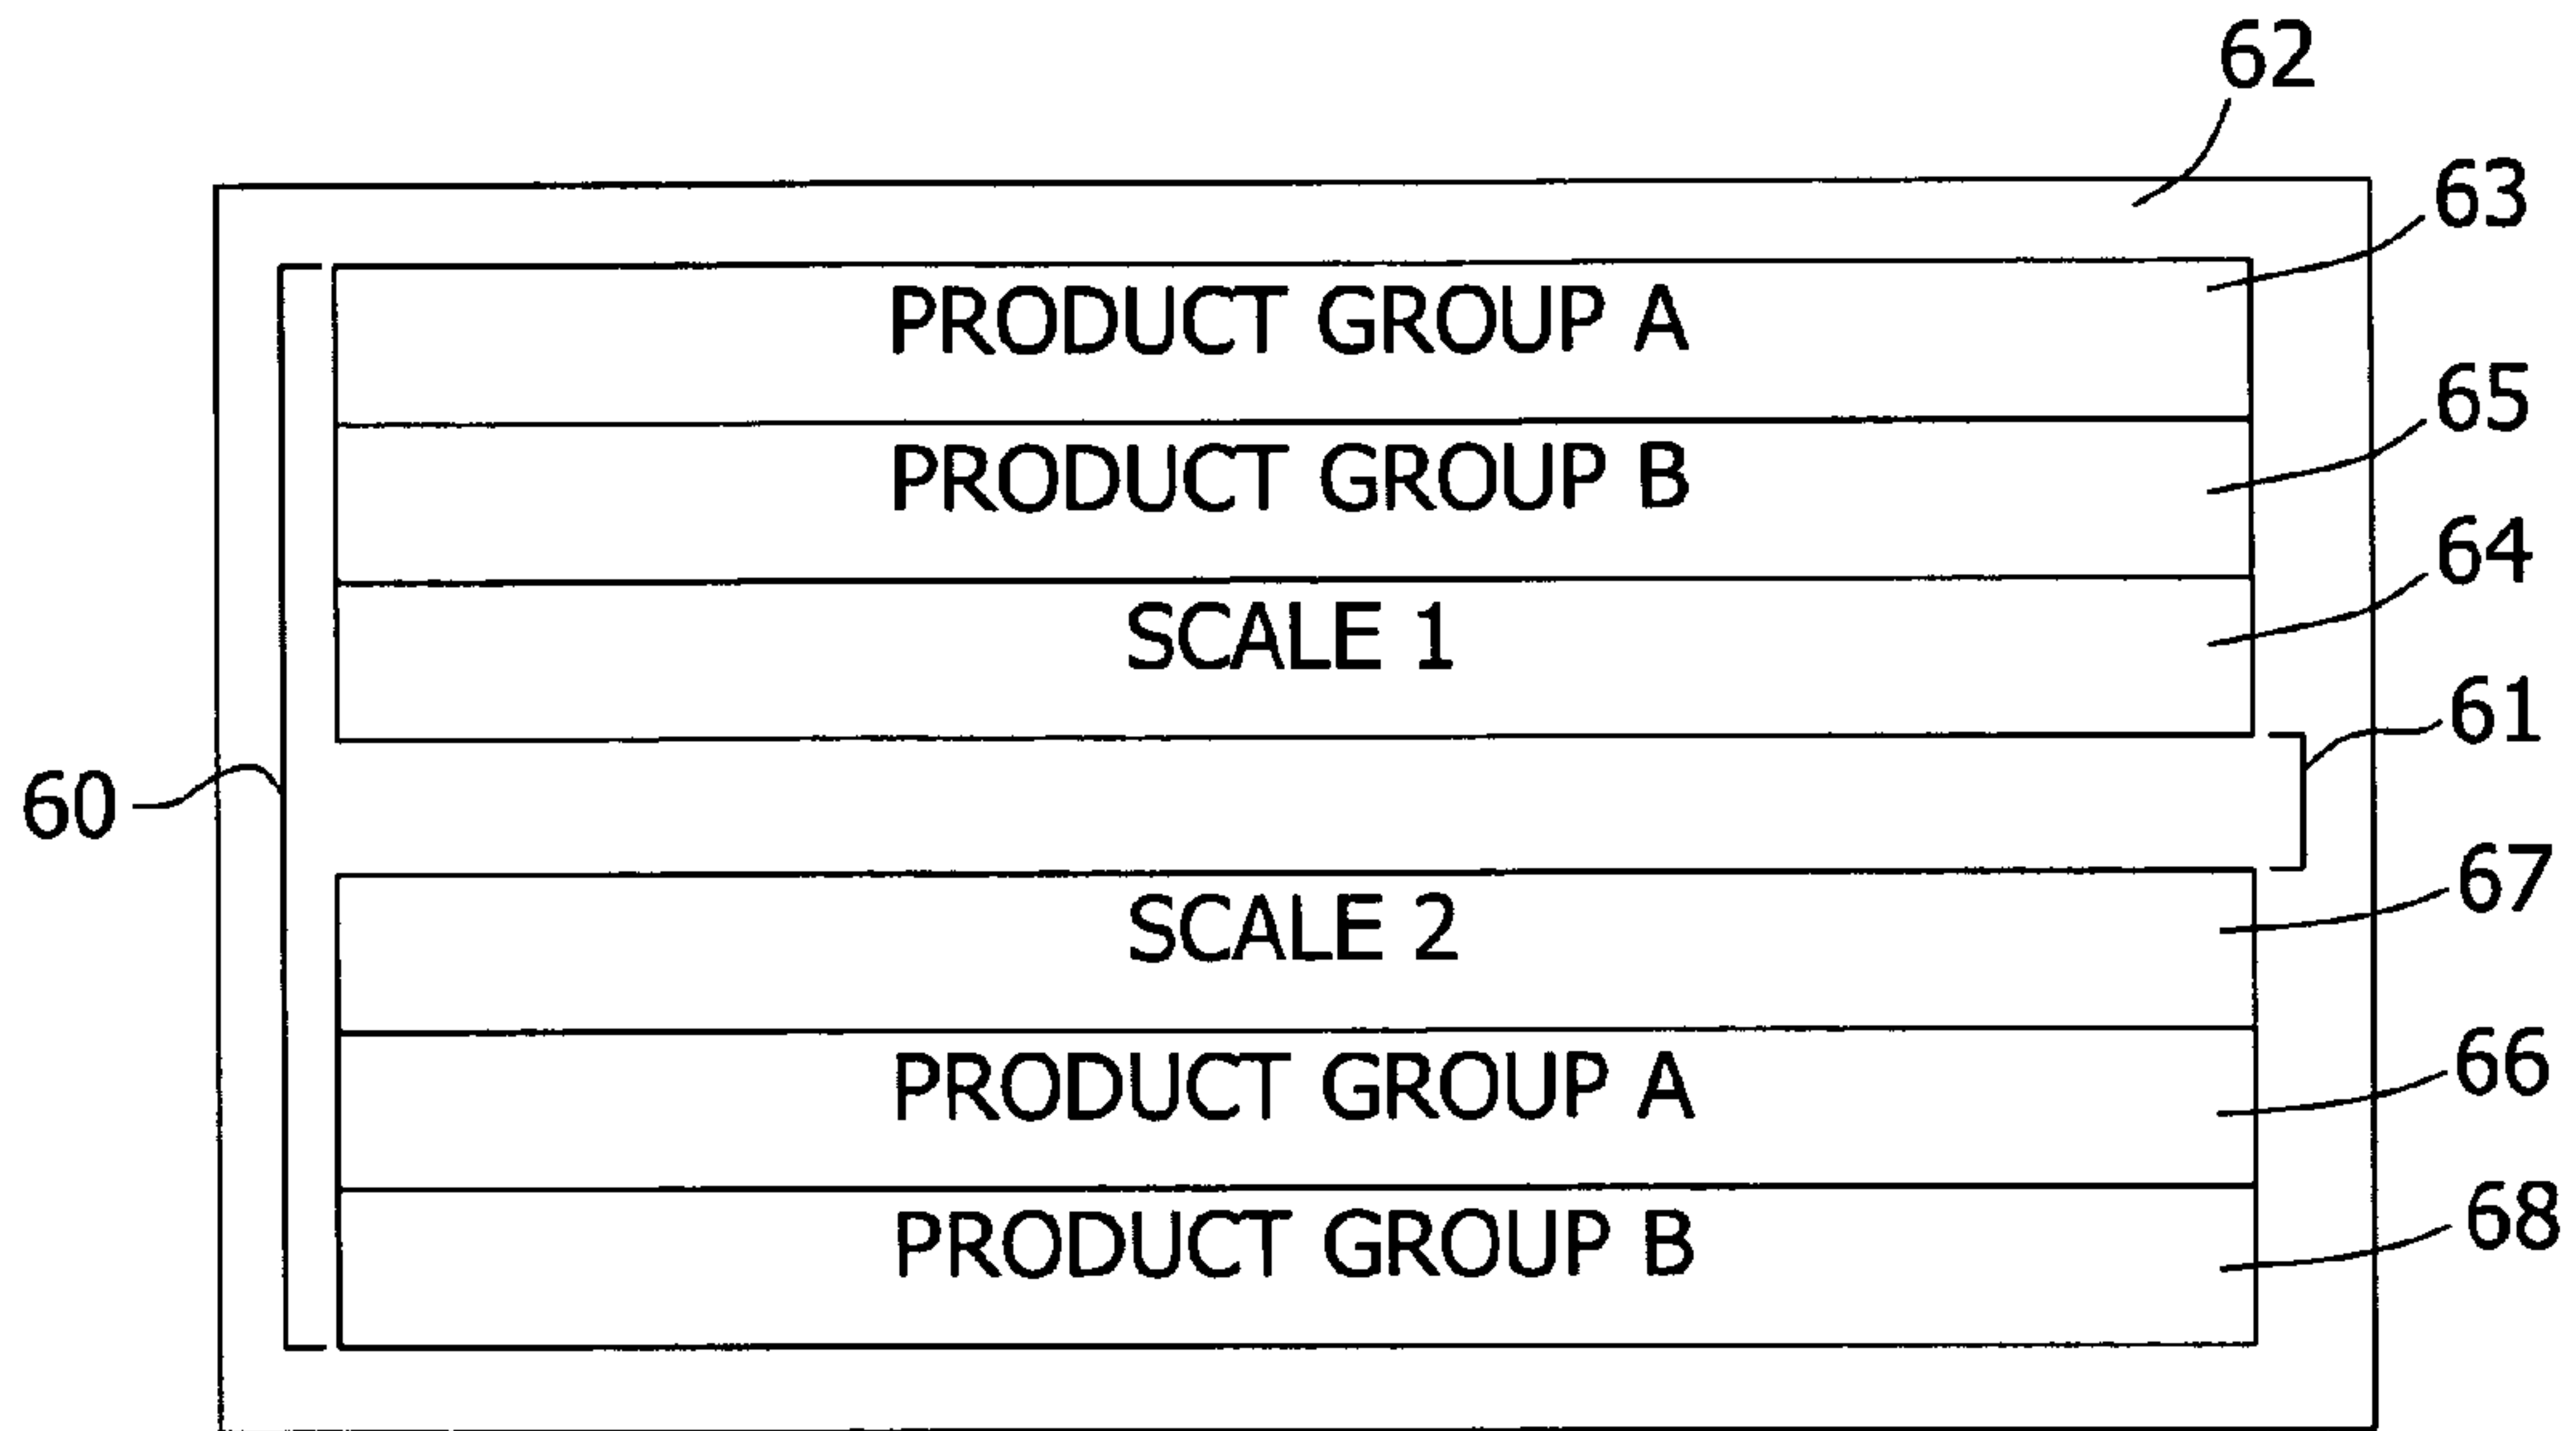 62
63
PRODUCT GROUP A
65
PRODUCT GROUP B
64
SCALE 1
61
60
67
SCALE 2
66
PRODUCT GROUP A
68
PRODUCT GROUP B